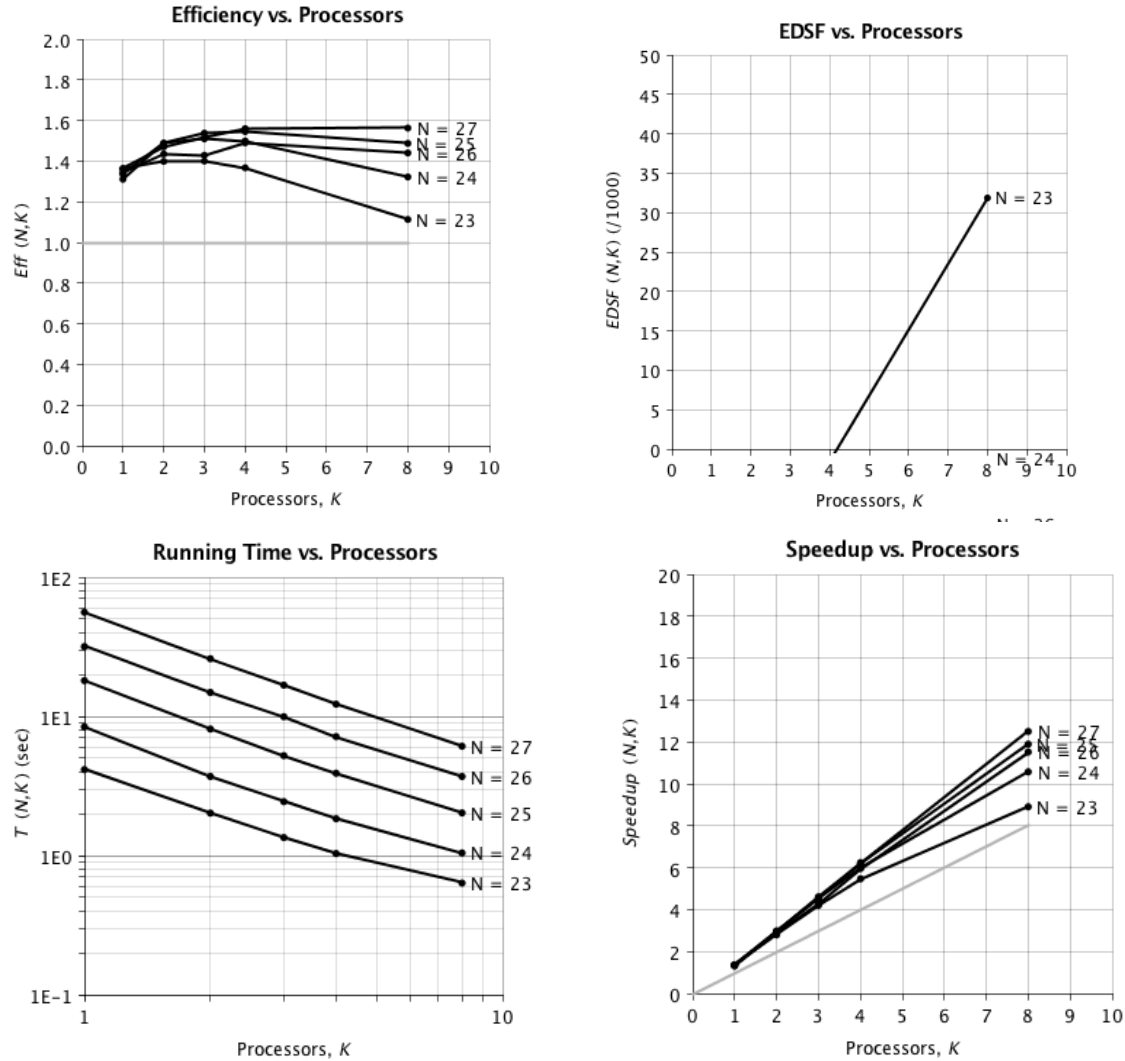 Efficiency vs. Processors
2.0
1.8
1.6
1.4
1.2
1.0
0.8
0.6
0.4
0.2
0.0
Eff (N,K)
N = 27
N = 25
N = 26
N = 24
N = 23
0 1 2 3 4 5 6 7 8 9 10
Processors, K
EDSF vs. Processors
50
45
40
35
30
25
20
15
10
5
0
EDSF (N,K) (/1000)
N = 23
N = 24
0 1 2 3 4 5 6 7 8 9 10
Processors, K
Running Time vs. Processors
1E2
1E1
1E0
1E-1
T (N,K) (sec)
N = 27
N = 26
N = 25
N = 24
N = 23
1 10
Processors, K
Speedup vs. Processors
20
18
16
14
12
10
8
6
4
2
0
Speedup (N,K)
N = 27
N = 25
N = 26
N = 24
N = 23
0 1 2 3 4 5 6 7 8 9 10
Processors, K